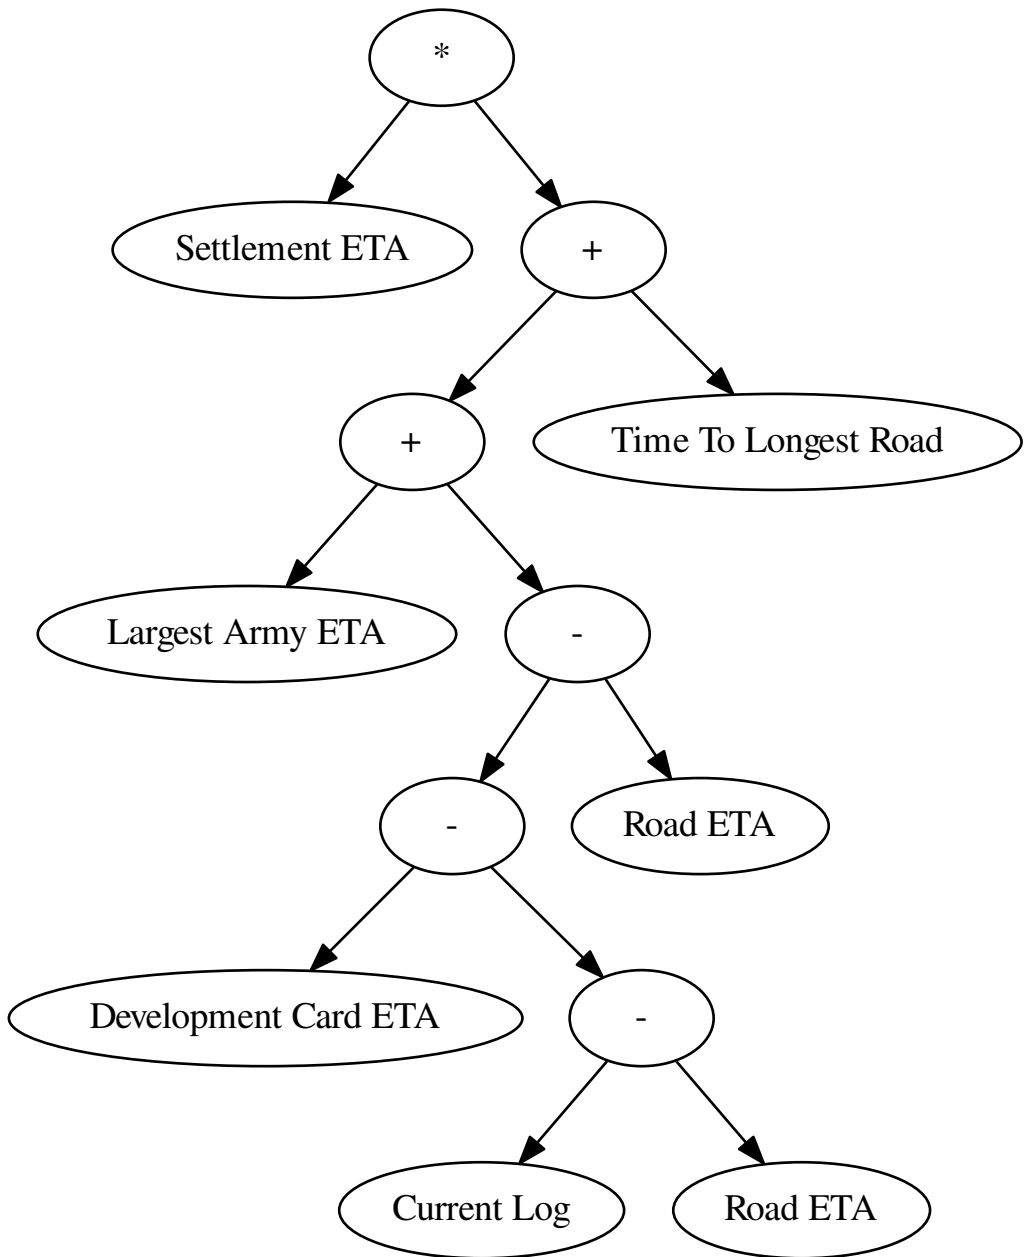 *
Settlement ETA
+
+
Time To Longest Road
Largest Army ETA
-
-
Road ETA
Development Card ETA
-
Current Log
Road ETA